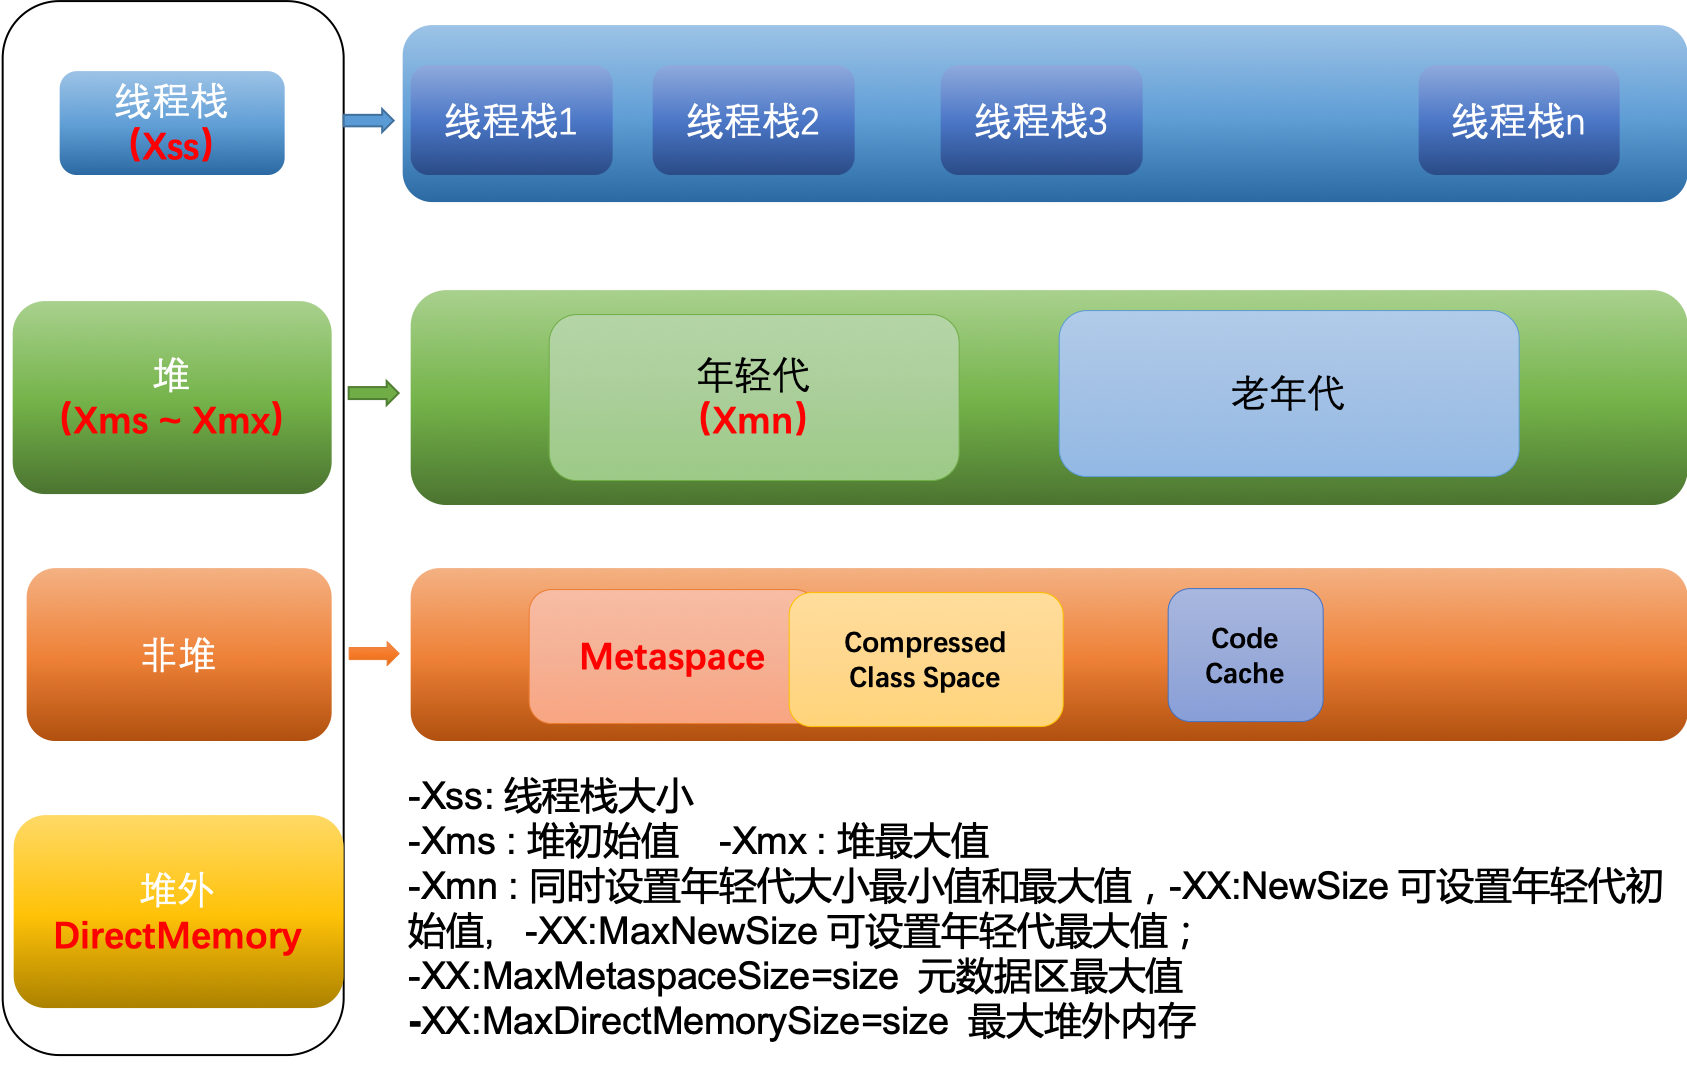 线程栈
(Xss)
线程栈1
线程栈2
线程栈3
线程栈n
堆
(Xms ~ Xmx)
年轻代
(Xmn)
老年代
非堆
Metaspace
Compressed
Class Space
Code
Cache
堆外
DirectMemory
-Xss: 线程栈大小
-Xms : 堆初始值 -Xmx : 堆最大值
-Xmn : 同时设置年轻代大小最小值和最大值，-XX:NewSize 可设置年轻代初
始值， -XX:MaxNewSize 可设置年轻代最大值；
-XX:MaxMetaspaceSize=size 元数据区最大值
-XX:MaxDirectMemorySize=size 最大堆外内存